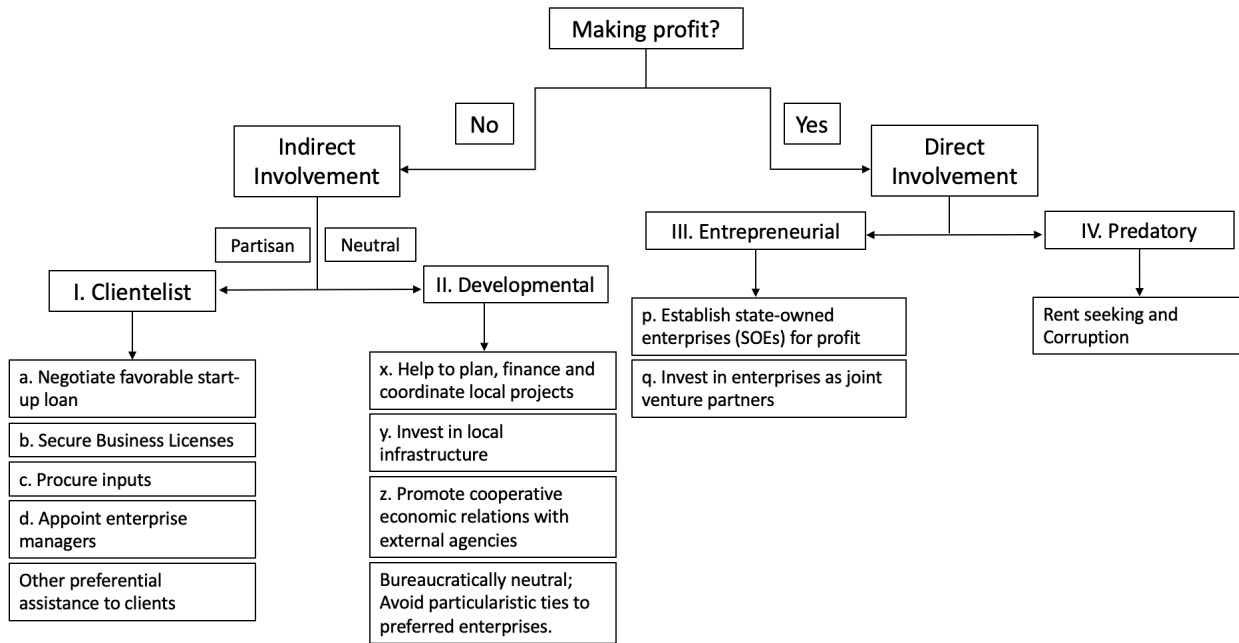 Making profit?
No
Yes
Indirect
Involvement
Direct
Involvement
Partisan
Neutral
III. Entrepreneurial
IV. Predatory
I. Clientelist
II. Developmental
a. Negotiate favorable start-
up loan
b. Secure Business Licenses
c. Procure inputs
d. Appoint enterprise
managers
Other preferential
assistance to clients
x. Help to plan, finance and
coordinate local projects
y. Invest in local
infrastructure
z. Promote cooperative
economic relations with
external agencies
Bureaucratically neutral;
Avoid particularistic ties to
preferred enterprises.
p. Establish state-owned
enterprises (SOEs) for profit
q. Invest in enterprises as joint
venture partners
Rent seeking and
Corruption